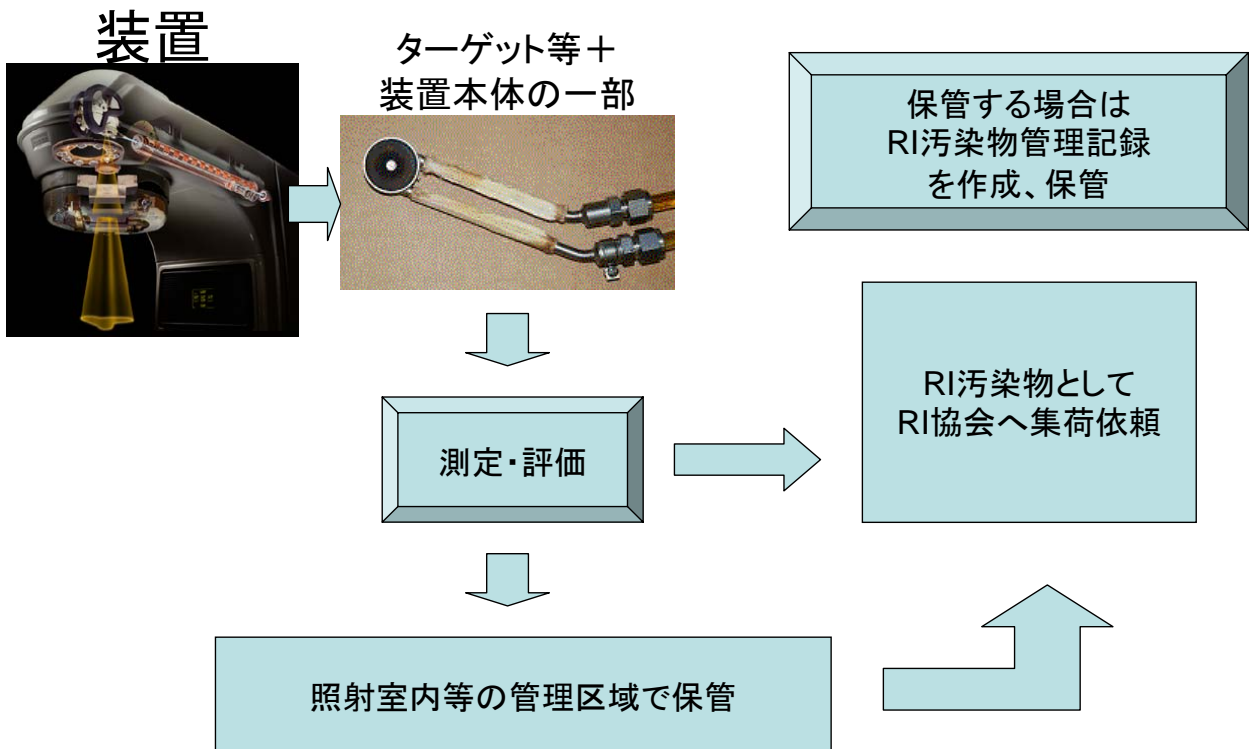 装置
ターゲット等＋
装置本体の一部
保管する場合は
RI汚染物管理記録
を作成、保管
RI汚染物として
RI協会へ集荷依頼
測定・評価
照射室内等の管理区域で保管